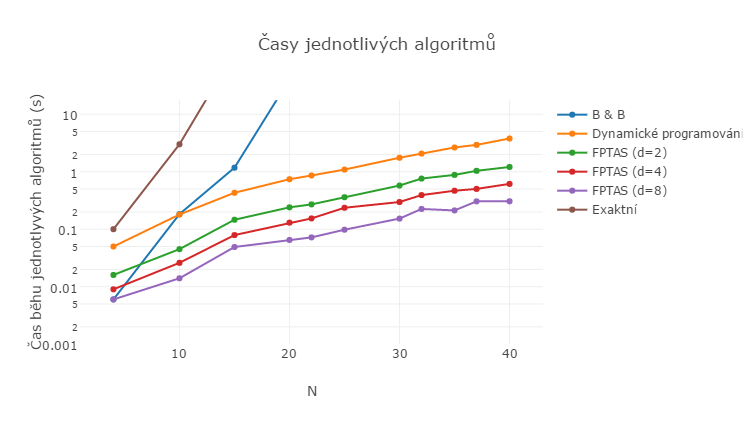 Časy jednotlivých algoritmů
Čas běhu jednotlyvých algoritmů (s)
10
5
2
1
5
2
0.1
5
2
0.01
5
2
0.001
10
20
30
40
N
B & B
Dynamické programování
FPTAS (d=2)
FPTAS (d=4)
FPTAS (d=8)
Exaktní